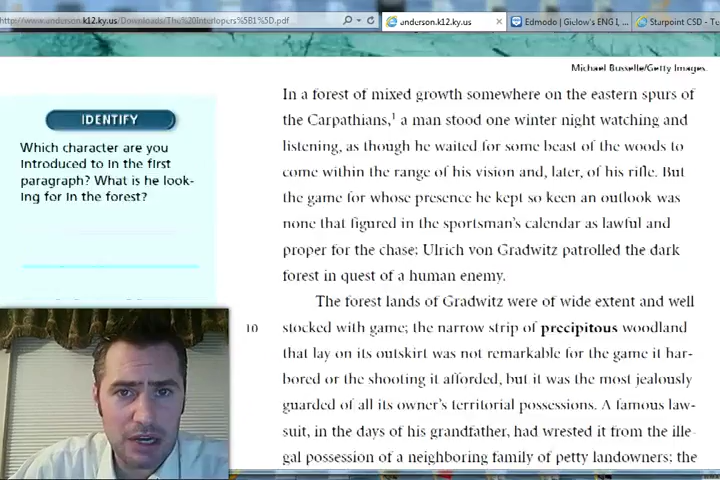 http://www.anderson.k12.ky.us/Downloads/The%20Interlopers%5B1%5D.pdf
anderson.k12.ky.us
Edmodo | Gielow's ENG I, ...
Starpoint CSD - Te
Michael Busselle/Getty Images.
IDENTIFY
Which character are you
introduced to in the first
paragraph? What is he look-
ing for in the forest?
In a forest of mixed growth somewhere on the eastern spurs of
the Carpathians,1 a man stood one winter night watching and
listening, as though he waited for some beast of the woods to
come within the range of his vision and, later, of his rifle. But
the game for whose presence he kept so keen an outlook was
none that figured in the sportsman's calendar as lawful and
proper for the chase; Ulrich von Gradwitz patrolled the dark
forest in quest of a human enemy.
The forest lands of Gradwitz were of wide extent and well
10 stocked with game; the narrow strip of precipitous woodland
that lay on its outskirt was not remarkable for the game it har-
bored or the shooting it afforded, but it was the most jealously
guarded of all its owner's territorial possessions. A famous law-
suit, in the days of his grandfather, had wrested it from the ille-
gal possession of a neighboring family of petty landowners; the